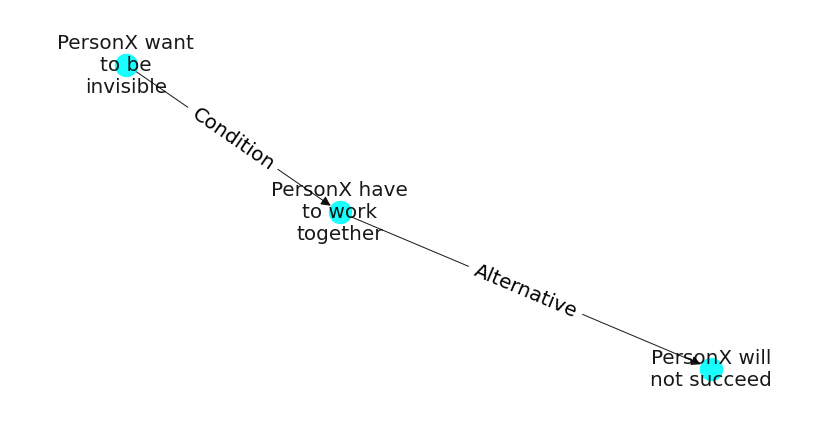 PersonX want
to be
invisible
Condition
PersonX have
to work
together
Alternative
PersonX will
not succeed